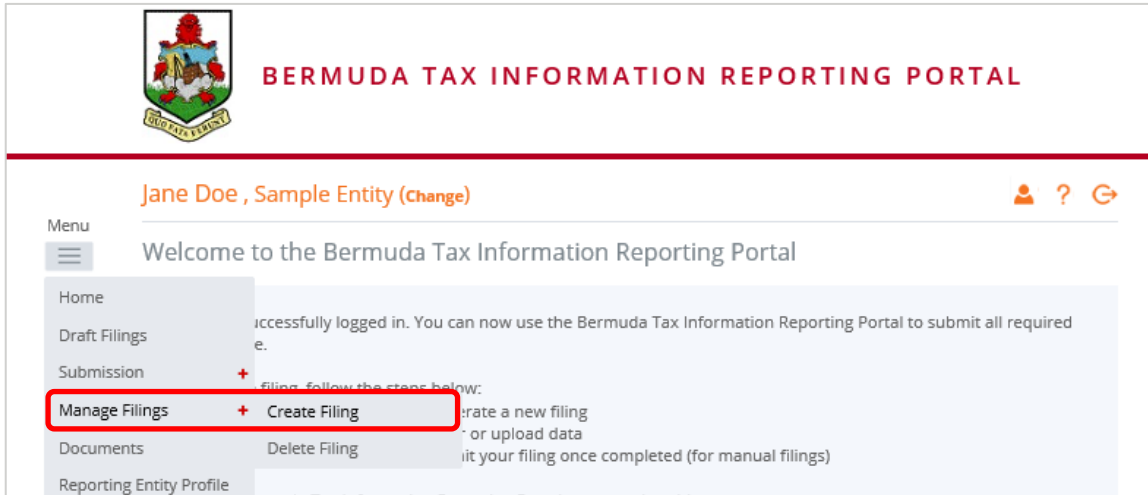 QUO FATA FERUNT
BERMUDA TAX INFORMATION REPORTING PORTAL
Jane Doe , Sample Entity (Change)
?
Menu
Welcome to the Bermuda Tax Information Reporting Portal
Home
successfully logged in. You can now use the Bermuda Tax Information Reporting Portal to submit all required
Draft Filings
e.
Submission +
filing, follow the steps below:
Manage Filings + Create Filing
erate a new filing
r or upload data
Documents
Delete Filing
it your filing once completed (for manual filings)
Reporting Entity Profile